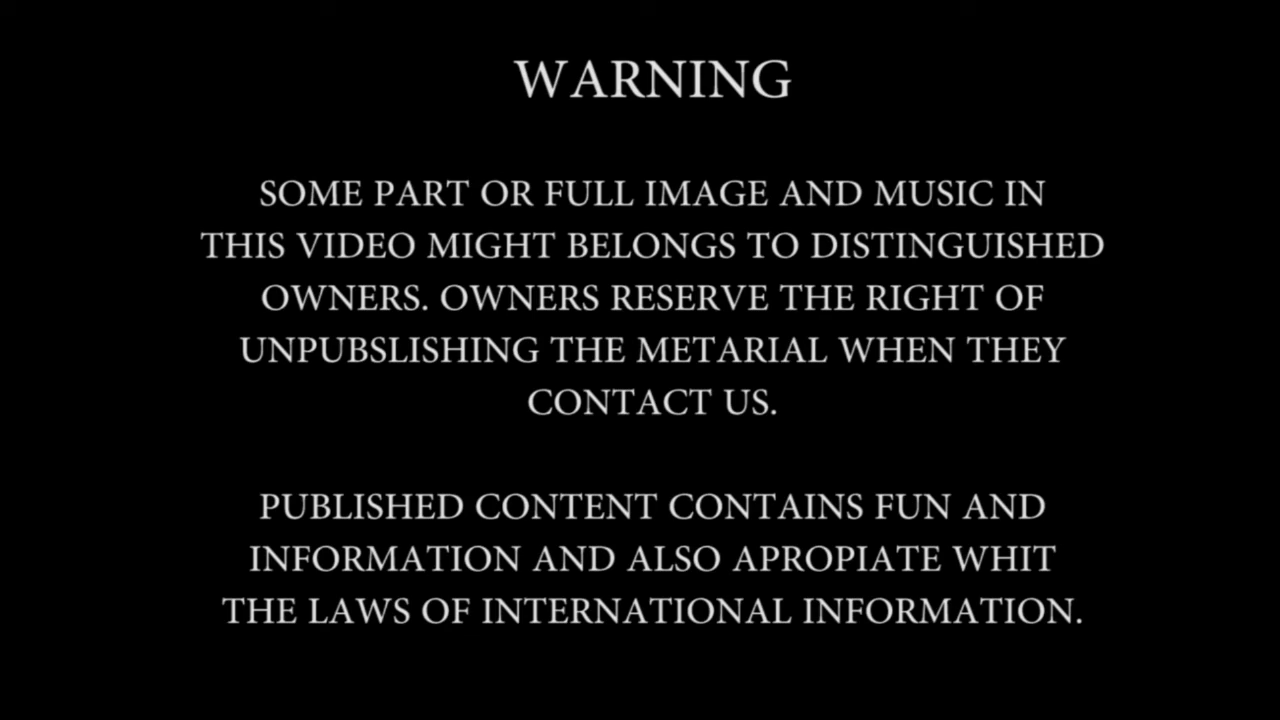 WARNING
SOME PART OR FULL IMAGE AND MUSIC IN
THIS VIDEO MIGHT BELONGS TO DISTINGUISHED
OWNERS. OWNERS RESERVE THE RIGHT OF
UNPUBSLISHING THE METARIAL WHEN THEY
CONTACT US.
PUBLISHED CONTENT CONTAINS FUN AND
INFORMATION AND ALSO APROPIATE WHIT
THE LAWS OF INTERNATIONAL INFORMATION.